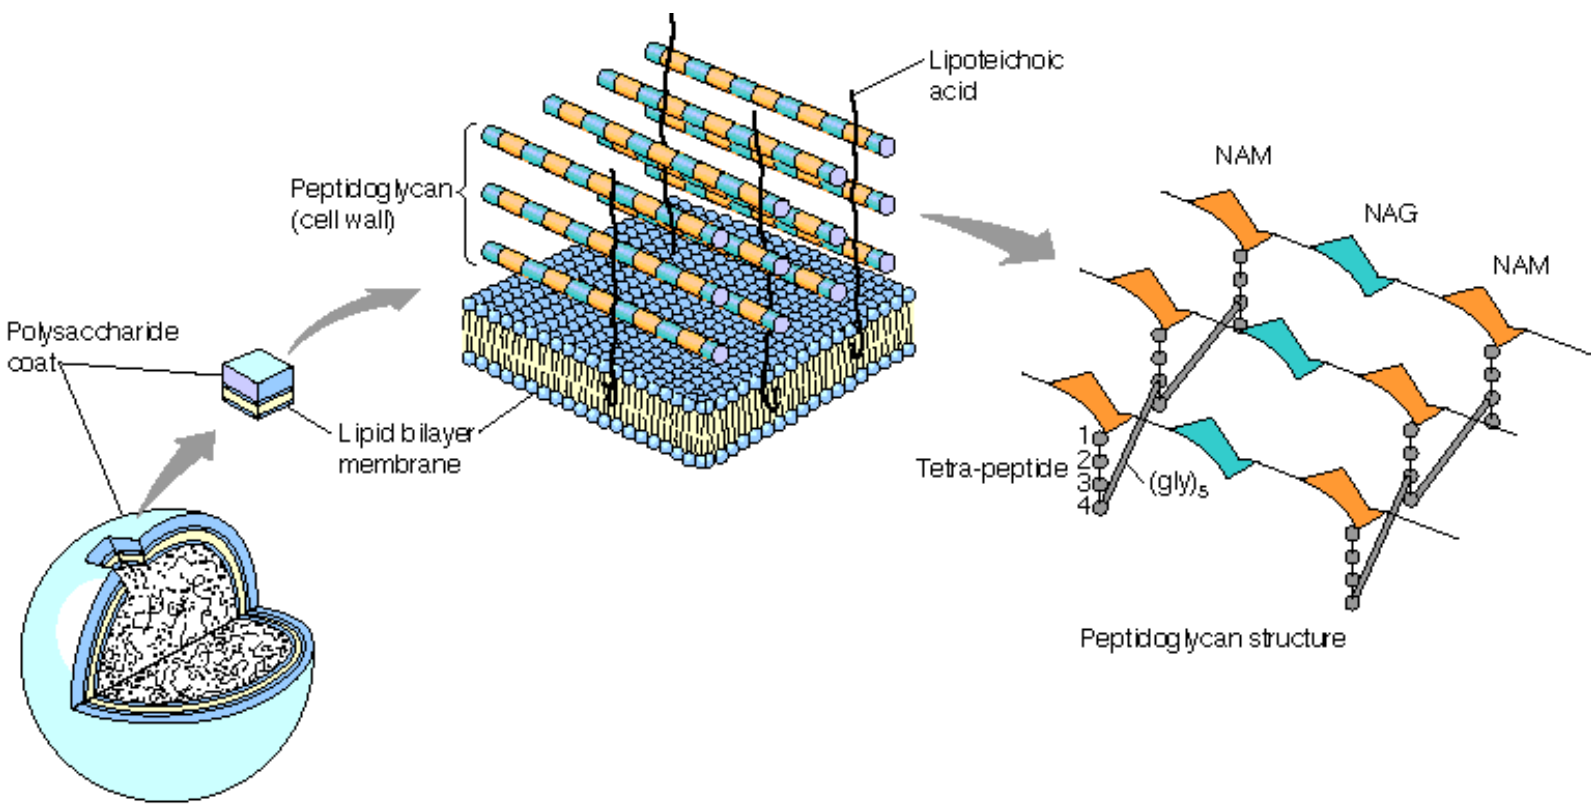 Lipoteichoic
acid
Peptidoglycan
(cell wall)
Polysaccharide
coat
Lipid bilayer
membrane
NAM
NAG
NAM
Tetra-peptide
1
2
3
4
(gly)₅
Peptidoglycan structure